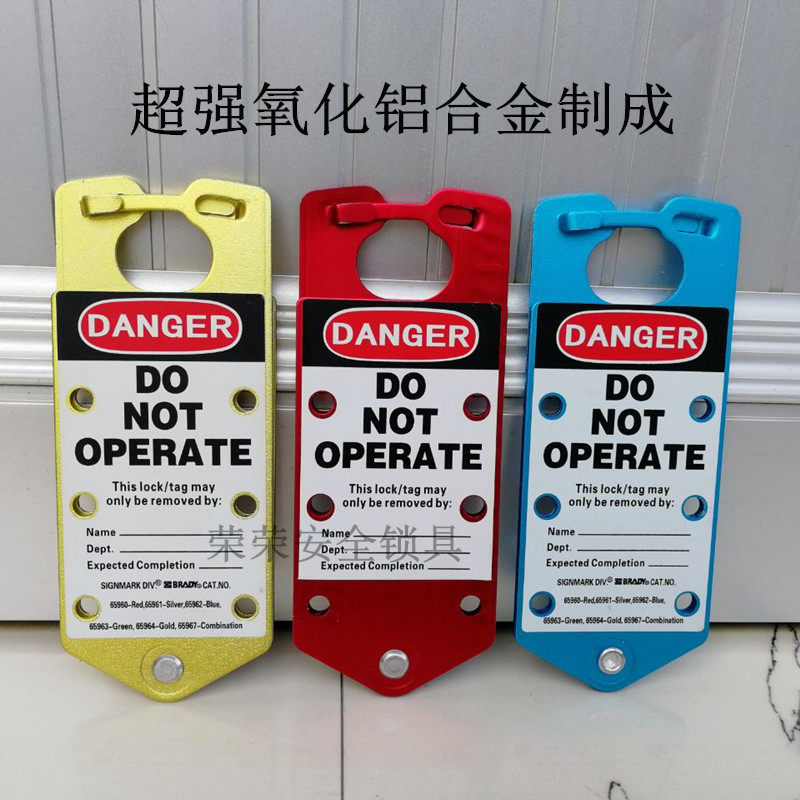 超强氧化铝合金制成
DANGER
DO
NOT
OPERATE
This lock/tag may
only be removed by:
Name
Dept.
Expected Completion
SIGNMARK DIV® BRADY® CAT.NO.
65960-Red,65961-Silver,65962-Blue,
65963-Green, 65964-Gold, 65967-Combination
DANGER
DO
NOT
OPERATE
This lock/tag may
only be removed by:
Name
Dept.
Expected Completion
DANGER
DO
NOT
OPERATE
This lock/tag may
only be removed by:
Name
Dept.
Expected Completion
SIGNMARK DIV® BRADY® CAT.NO.
65960-Red,65961-Silver,65962-Blue,
65963-Green, 65964-Gold, 65967-Combination
荣荣安全锁具